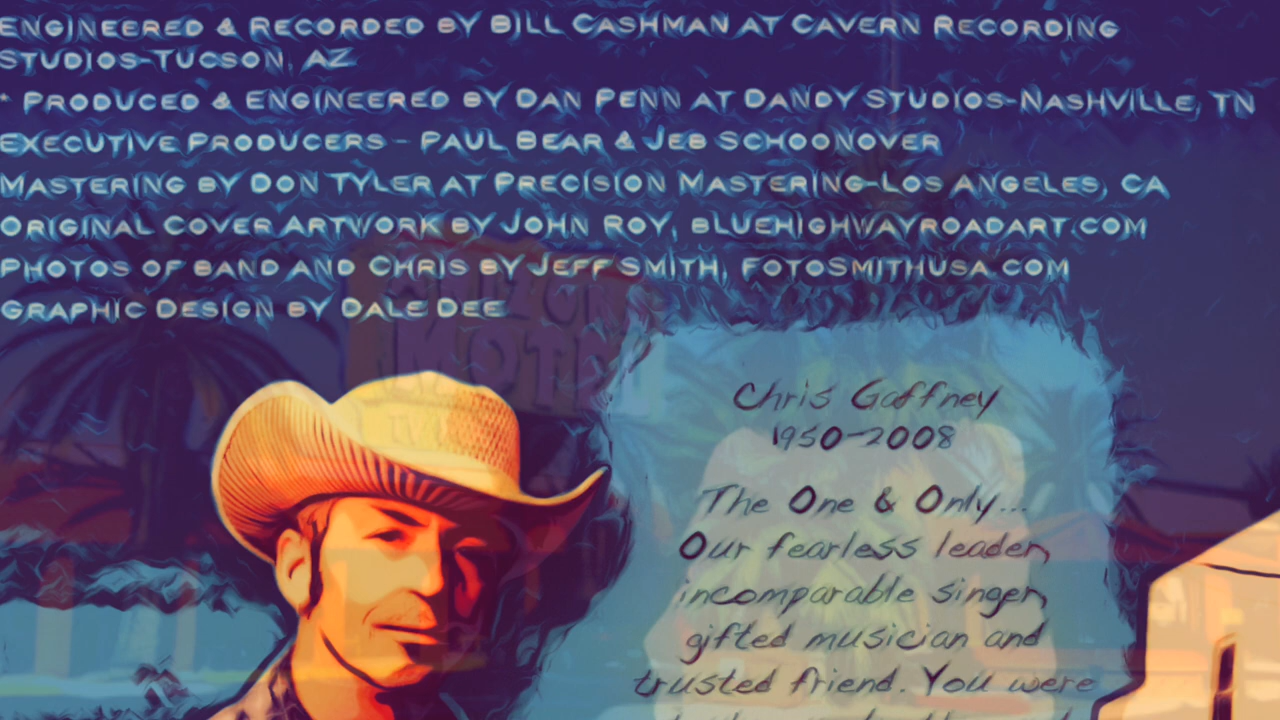 Engineered & Recorded by Bill Cashman at Cavern Recording
Studios-Tucson, AZ
* Produced & Engineered by Dan Penn at Dandy Studios-Nashville, TN
Executive Producers - Paul Bear & Jeb Schoonover
Mastering by Don Tyler at Precision Mastering-Los Angeles, CA
Original Cover Artwork by John Roy, bluehighwayroadart.com
Photos of band and Chris by Jeff Smith, fotosmithusa.com
Graphic Design by Dale Dee
MOTEL
Chris Gaffney
1950-2008
The One & Only...
Our fearless leader,
incomparable singer,
gifted musician and
trusted friend. You were